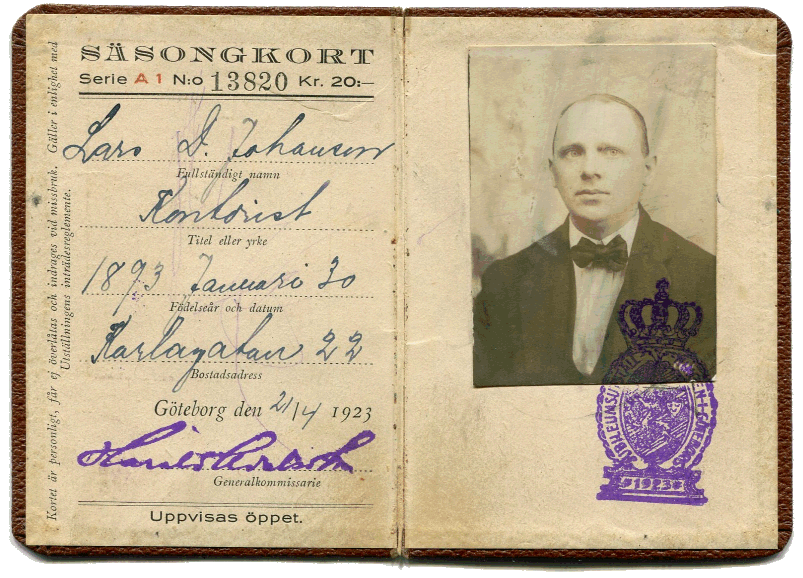 SÄSONGKORT
Serie A 1 N:o 13820 Kr. 20:—
Lars D. Johanson
Fullständigt namn
Kontorist
Titel eller yrke
1893 Januari 30
Födelseår och datum
Karlagatan 22
Bostadsadress
Göteborg den 21/4 1923
Generalkommissarie
Uppvisas öppet.
Kortet är personligt, får ej överlåtas och indrages vid missbruk. Gäller i enlighet med
Utställningens inträdesreglemente.
1923